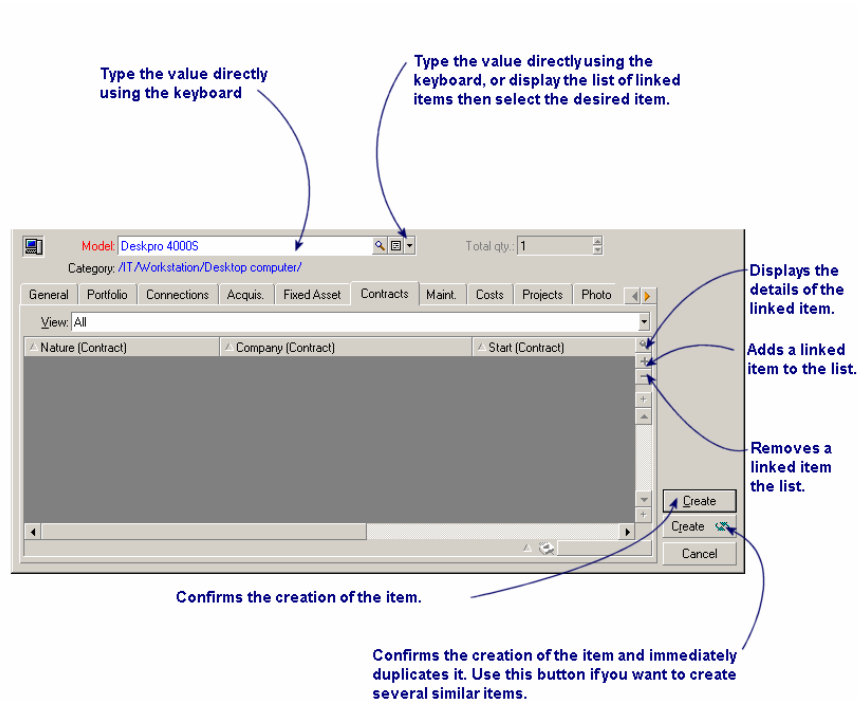 Type the value directly
using the keyboard
Type the value directly using the
keyboard, or display the list of linked
items then select the desired item.
Model: Deskpro 4000S
Total qty.: 1
Category: /IT/Workstation/Desktop computer/
General Portfolio Connections Acquis. Fixed Asset Contracts Maint. Costs Projects Photo
View: All
Nature (Contract) Company (Contract) Start (Contract)
Displays the
details of the
linked item.
Adds a linked
item to the list.
Removes a
linked item
the list.
Create
Create
Cancel
Confirms the creation of the item.
Confirms the creation of the item and immediately
duplicates it. Use this button if you want to create
several similar items.